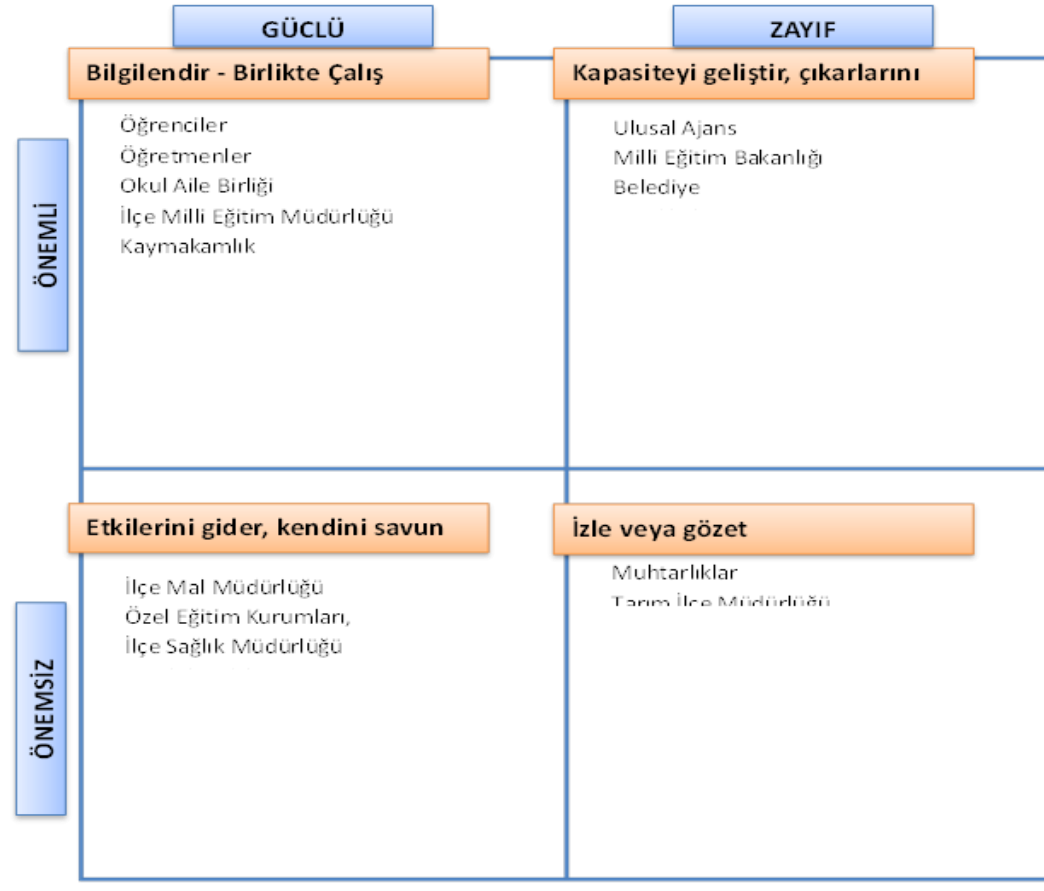 GÜCLÜ
ZAYIF
Bilgilendir - Birlikte Çalış
Kapasiteyi geliştir, çıkarlarını
ÖNEMLİ
Öğrenciler
Öğretmenler
Okul Aile Birliği
İlçe Milli Eğitim Müdürlüğü
Kaymakamlık
Ulusal Ajans
Milli Eğitim Bakanlığı
Belediye
Etkilerini gider, kendini savun
İzle veya gözet
ÖNEMSİZ
İlçe Mal Müdürlüğü
Özel Eğitim Kurumları,
İlçe Sağlık Müdürlüğü
Muhtarlıklar
Tarım İlçe Müdürlüğü